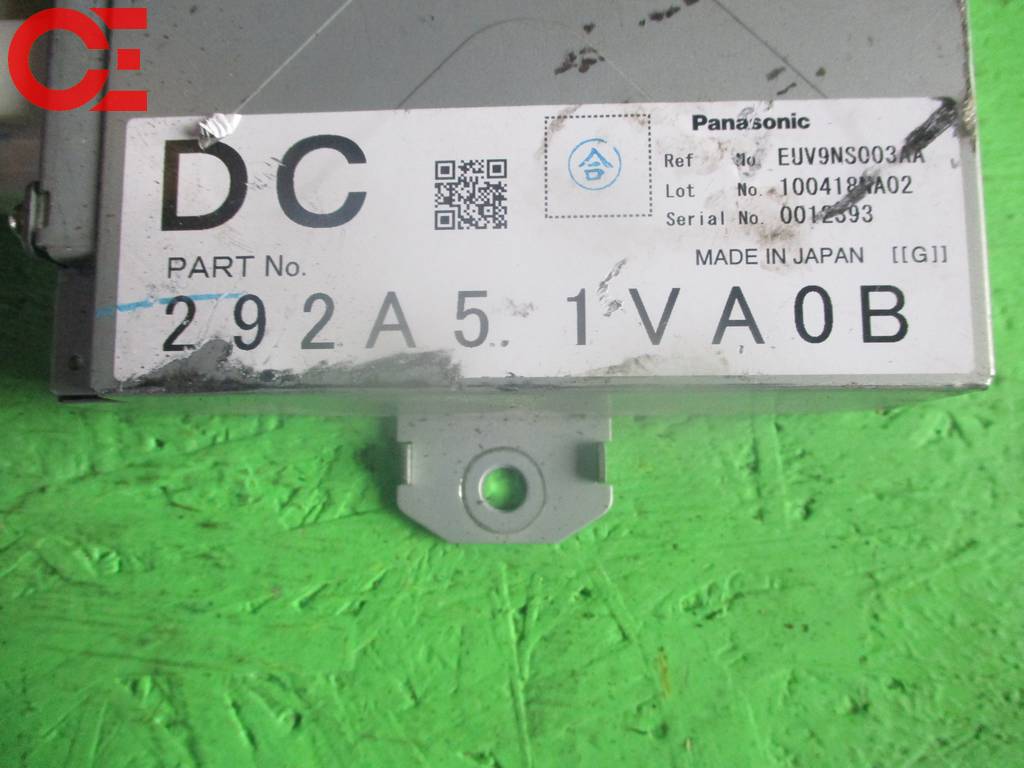 CE
DC
合
Panasonic
Ref No. EUV9NS003AA
Lot No. 100418NA02
Serial No. 0012393
MADE IN JAPAN [[G]]
PART No.
292A5 1VA0B